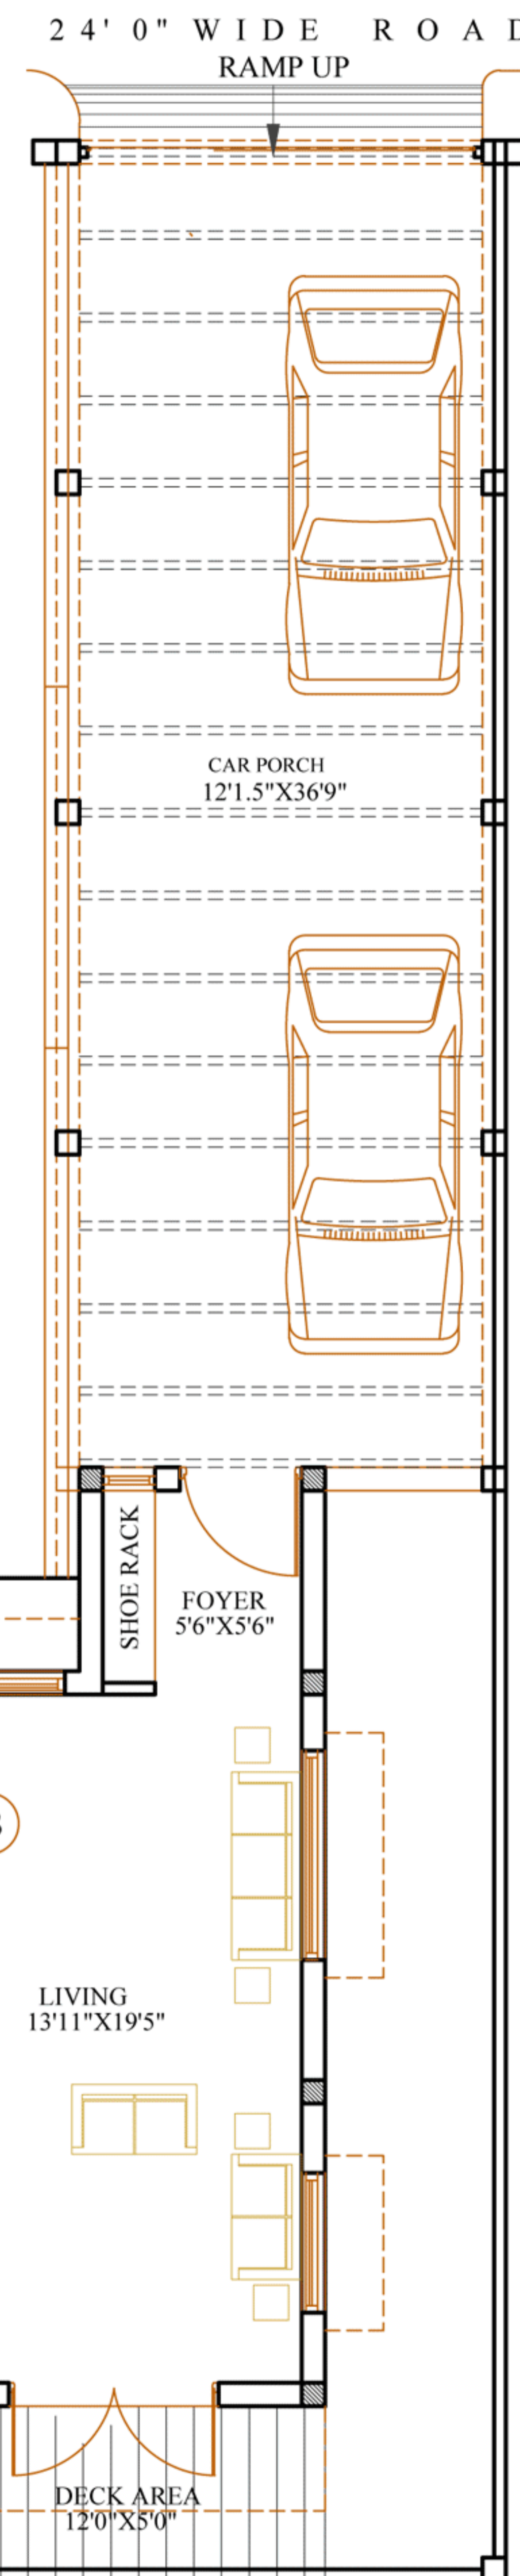 24' 0" WIDE ROAD
RAMP UP
CAR PORCH
12'1.5"X36'9"
SHOE RACK
FOYER
5'6"X5'6"
LIVING
13'11"X19'5"
DECK AREA
12'0"X5'0"